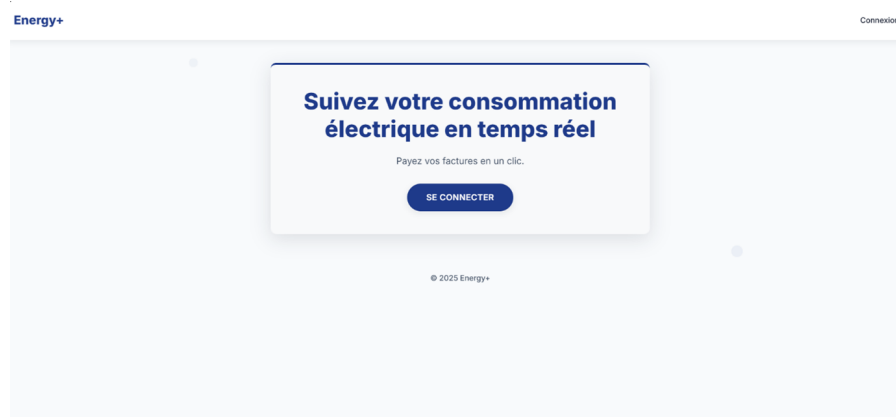 Energy+
Connexion
Suivez votre consommation
électrique en temps réel
Payez vos factures en un clic.
SE CONNECTER
© 2025 Energy+